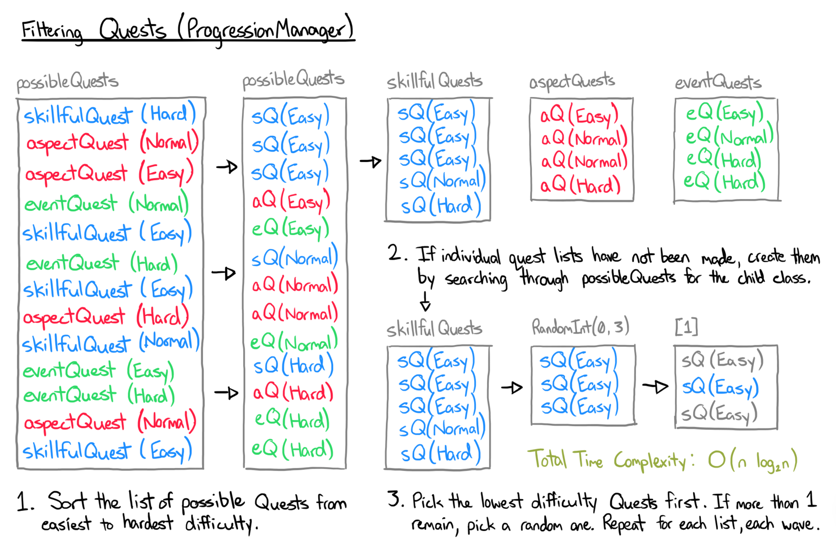 Filtering Quests (ProgressionManager)
possibleQuests
skillfulQuest (Hard)
aspectQuest (Normal)
aspectQuest (Easy)
eventQuest (Normal)
skillfulQuest (Easy)
eventQuest (Hard)
skillfulQuest (Easy)
aspectQuest (Hard)
skillfulQuest (Normal)
eventQuest (Easy)
eventQuest (Hard)
aspectQuest (Normal)
skillfulQuest (Easy)
possibleQuests
sQ(Easy)
sQ(Easy)
sQ(Easy)
aQ(Easy)
eQ(Easy)
sQ(Normal)
aQ(Normal)
aQ(Normal)
eQ(Normal)
sQ(Hard)
aQ(Hard)
eQ(Hard)
eQ(Hard)
1. Sort the list of possible Quests from
easiest to hardest difficulty.
skillfulQuests
sQ(Easy)
sQ(Easy)
sQ(Easy)
sQ(Normal)
sQ(Hard)
aspectQuests
aQ(Easy)
aQ(Normal)
aQ(Normal)
aQ(Hard)
eventQuests
eQ(Easy)
eQ(Normal)
eQ(Hard)
eQ(Hard)
2. If individual quest lists have not been made, create them
by searching through possibleQuests for the child class.
skillfulQuests
sQ(Easy)
sQ(Easy)
sQ(Easy)
sQ(Normal)
sQ(Hard)
RandomInt(0,3)
sQ(Easy)
sQ(Easy)
sQ(Easy)
[1]
sQ(Easy)
sQ(Easy)
sQ(Easy)
Total Time Complexity: O(n log₂n)
3. Pick the lowest difficulty Quests first. If more than 1
remain, pick a random one. Repeat for each list, each wave.